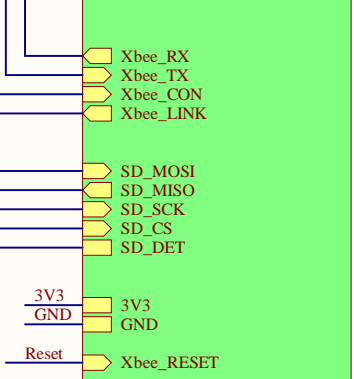 Xbee_RX
Xbee_TX
Xbee_CON
Xbee_LINK
SD_MOSI
SD_MISO
SD_SCK
SD_CS
SD_DET
3V3 3V3
GND GND
Reset Xbee_RESET